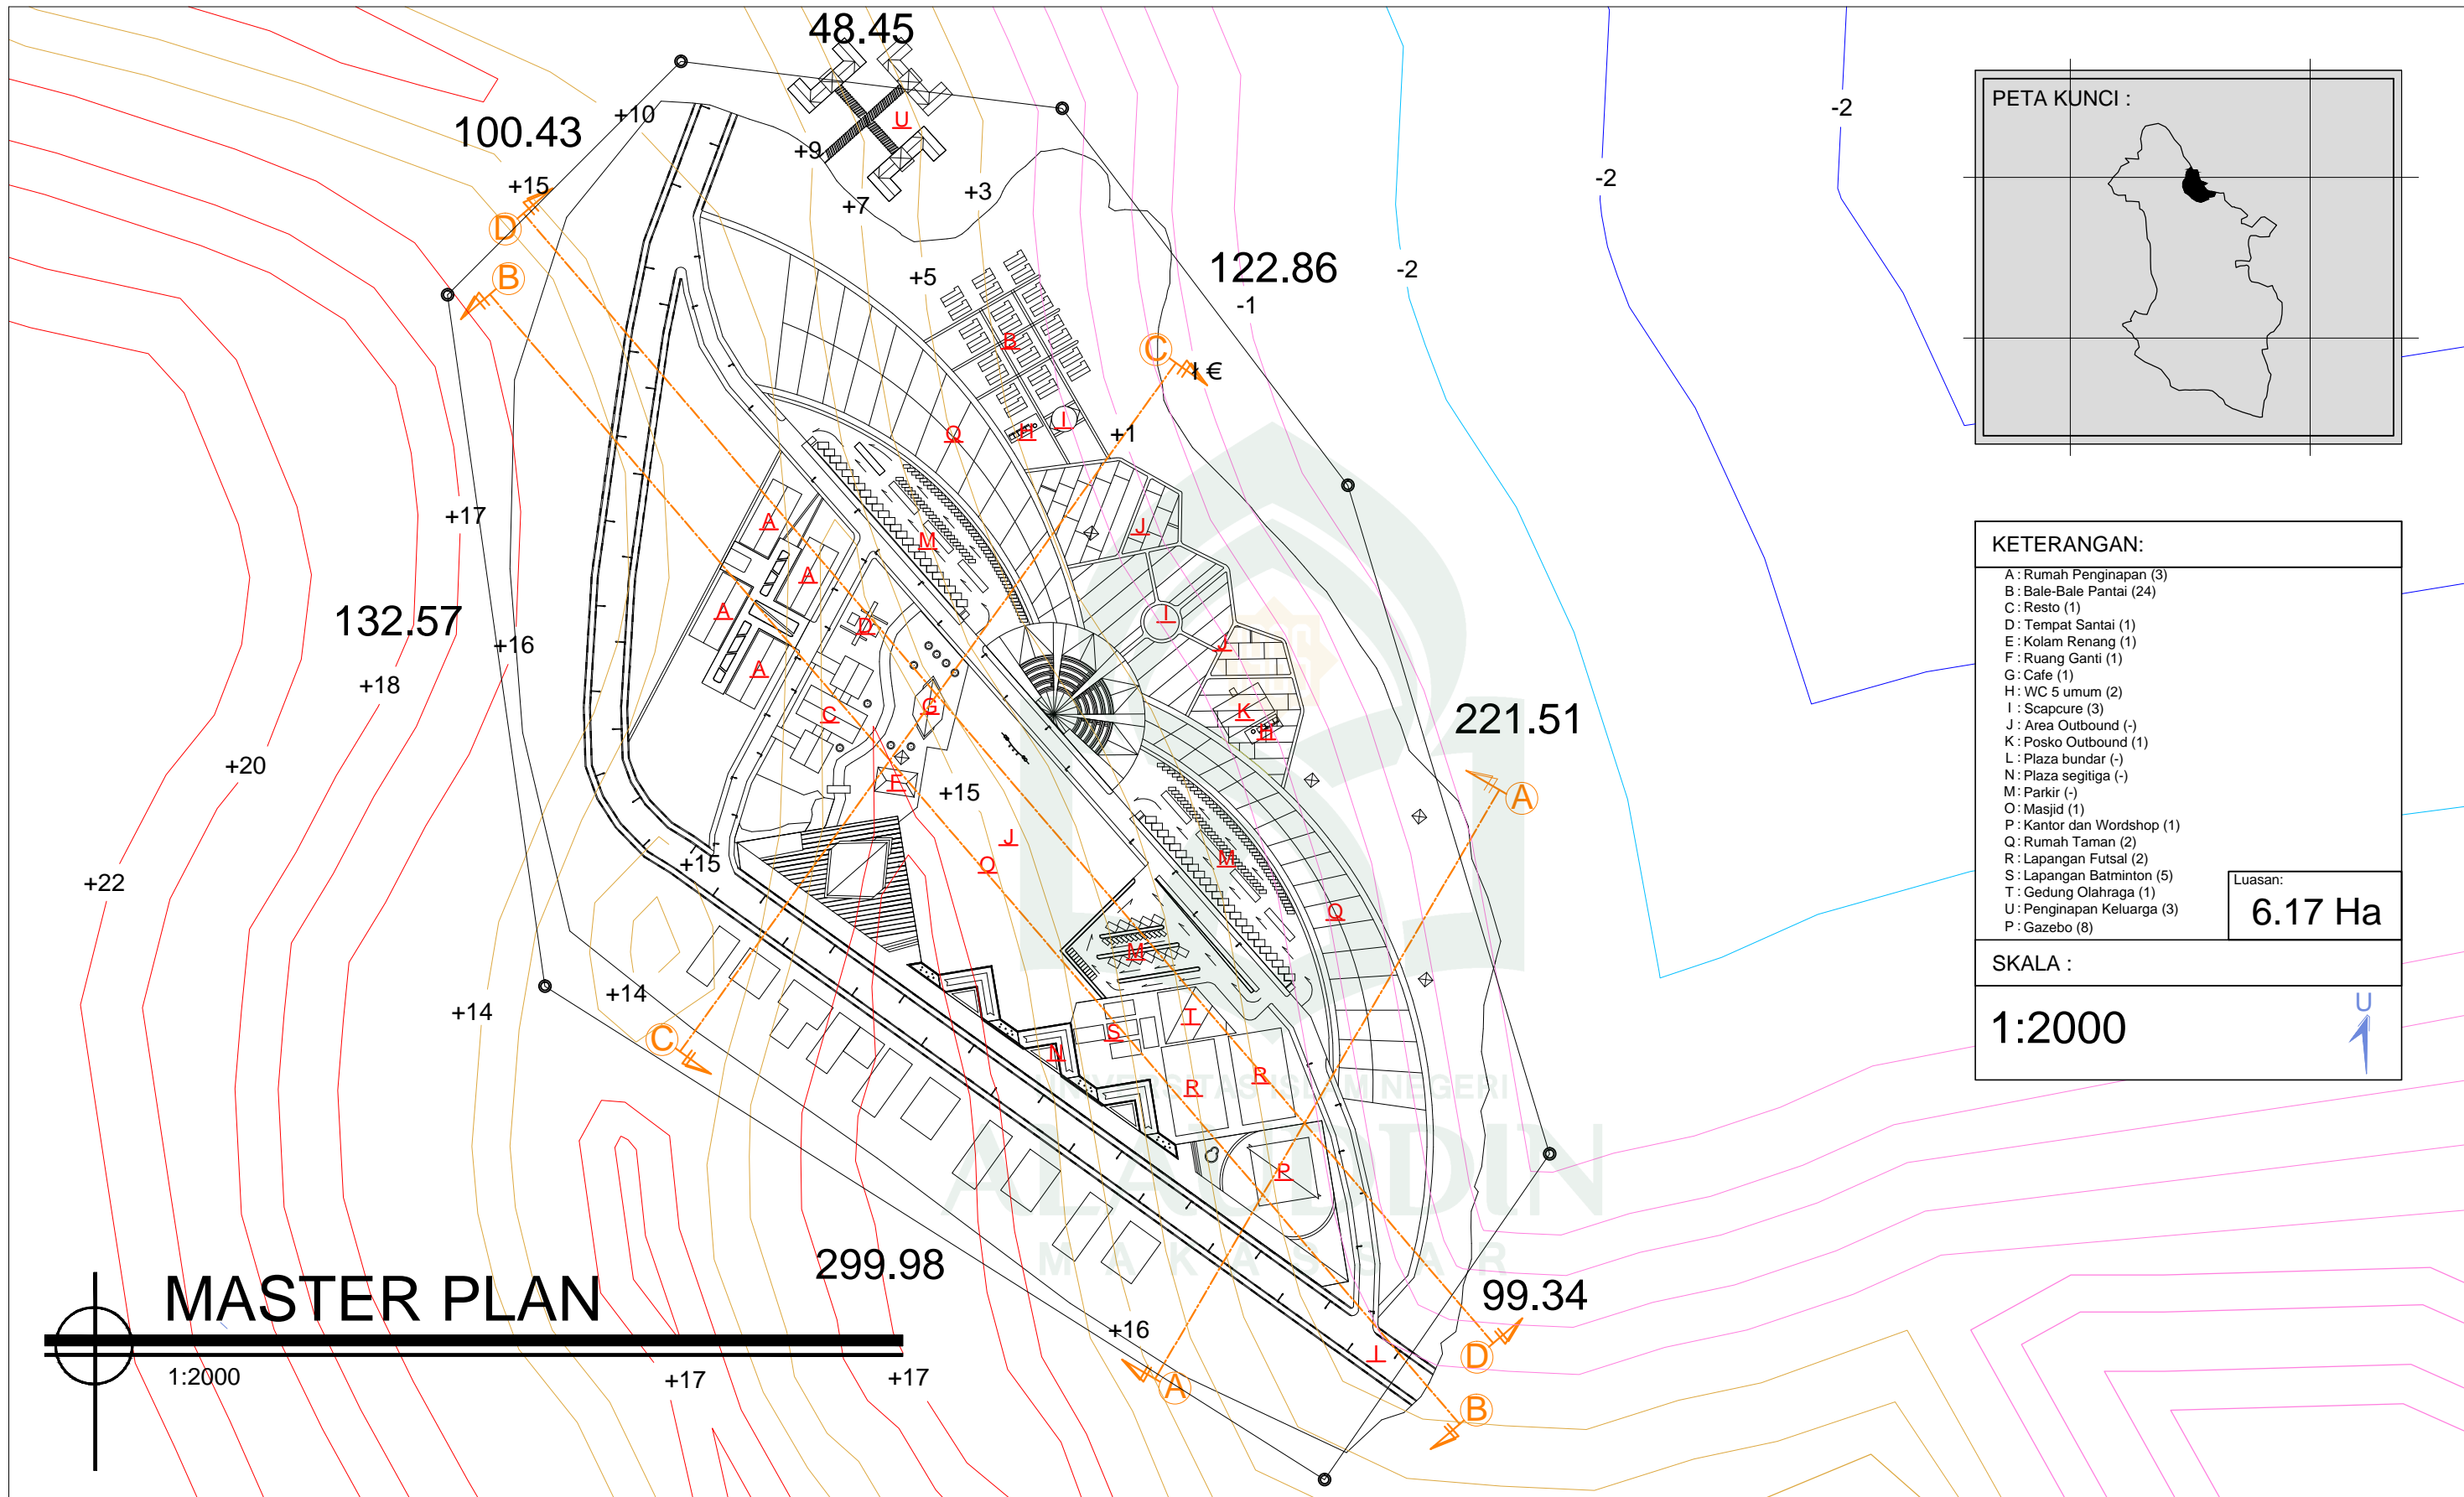 48.45
100.43
+10
+9
+15
+7
+3
U
D
B
+5
122.86
-1
-2
-2
-2
B
C
ł €
Q
H
I
+1
+17
A
M
J
A
132.57
A
D
I
J
+16
A
+18
C
G
K
H
221.51
+20
F
+15
A
J
O
M
+15
+22
Q
M
+14
+14
T
S
C
N
R
R
UNIVERSITAS ISLAM NEGERI
ALAUDDIN
MAKASSAR
P
299.98
99.34
+16
I
D
A
B
+17
+17
MASTER PLAN
1:2000
PETA KUNCI :
KETERANGAN:
A : Rumah Penginapan (3)
B : Bale-Bale Pantai (24)
C : Resto (1)
D : Tempat Santai (1)
E : Kolam Renang (1)
F : Ruang Ganti (1)
G : Cafe (1)
H : WC 5 umum (2)
I : Scapcure (3)
J : Area Outbound (-)
K : Posko Outbound (1)
L : Plaza bundar (-)
N : Plaza segitiga (-)
M : Parkir (-)
O : Masjid (1)
P : Kantor dan Wordshop (1)
Q : Rumah Taman (2)
R : Lapangan Futsal (2)
S : Lapangan Batminton (5)
T : Gedung Olahraga (1)
U : Penginapan Keluarga (3)
P : Gazebo (8)
Luasan:
6.17 Ha
SKALA :
1:2000
U